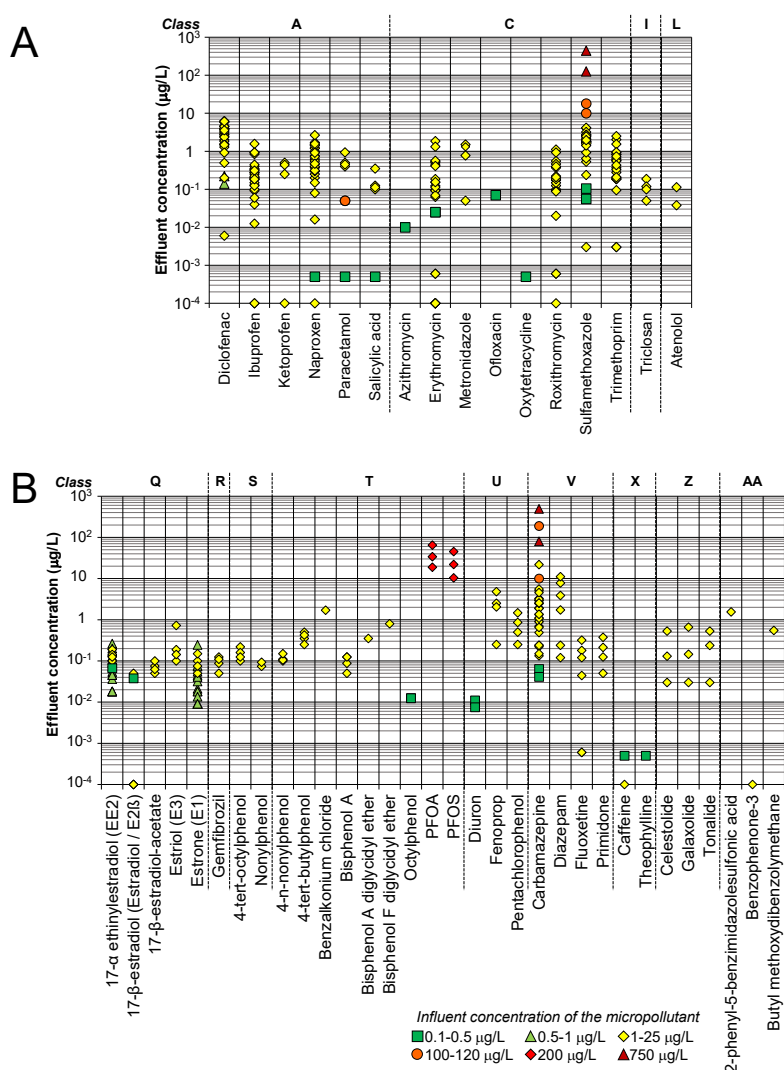 A
Class A C I L
Effluent concentration (µg/L)
10³
10²
10
1
10⁻¹
10⁻²
10⁻³
10⁻⁴
Diclofenac
Ibuprofen
Ketoprofen
Naproxen
Paracetamol
Salicylic acid
Azithromycin
Erythromycin
Metronidazole
Ofloxacin
Oxytetracycline
Roxithromycin
Sulfamethoxazole
Trimethoprim
Triclosan
Atenolol
B
Class Q R S T U V X Z AA
Effluent concentration (µg/L)
10³
10²
10
1
10⁻¹
10⁻²
10⁻³
10⁻⁴
17-α ethinylestradiol (EE2)
17-β-estradiol (Estradiol / E2ß)
17-β-estradiol-acetate
Estriol (E3)
Estrone (E1)
Gemfibrozil
4-tert-octylphenol
Nonylphenol
4-n-nonylphenol
4-tert-butylphenol
Benzalkonium chloride
Bisphenol A
Bisphenol A diglycidyl ether
Bisphenol F diglycidyl ether
Octylphenol
PFOA
PFOS
Diuron
Fenoprop
Pentachlorophenol
Carbamazepine
Diazepam
Fluoxetine
Primidone
Caffeine
Theophylline
Celestolide
Galaxolide
Tonalide
2-phenyl-5-benzimidazolesulfonic acid
Benzophenone-3
Butyl methoxydibenzolymethane
Influent concentration of the micropollutant
0.1-0.5 µg/L 0.5-1 µg/L 1-25 µg/L
100-120 µg/L 200 µg/L 750 µg/L